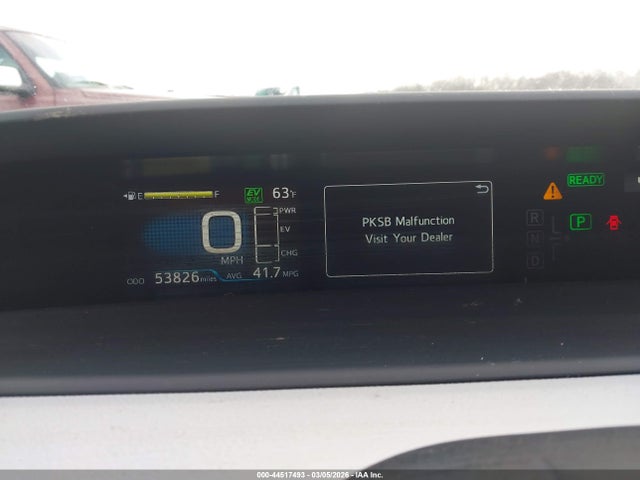 E F
EV MODE
63°F
READY
PWR
EV
CHG
0
MPH
ODO 53826 miles AVG 41.7 MPG
PKSB Malfunction
Visit Your Dealer
R
N
D
P
000-44517493 - 03/05/2026 - IAA Inc.